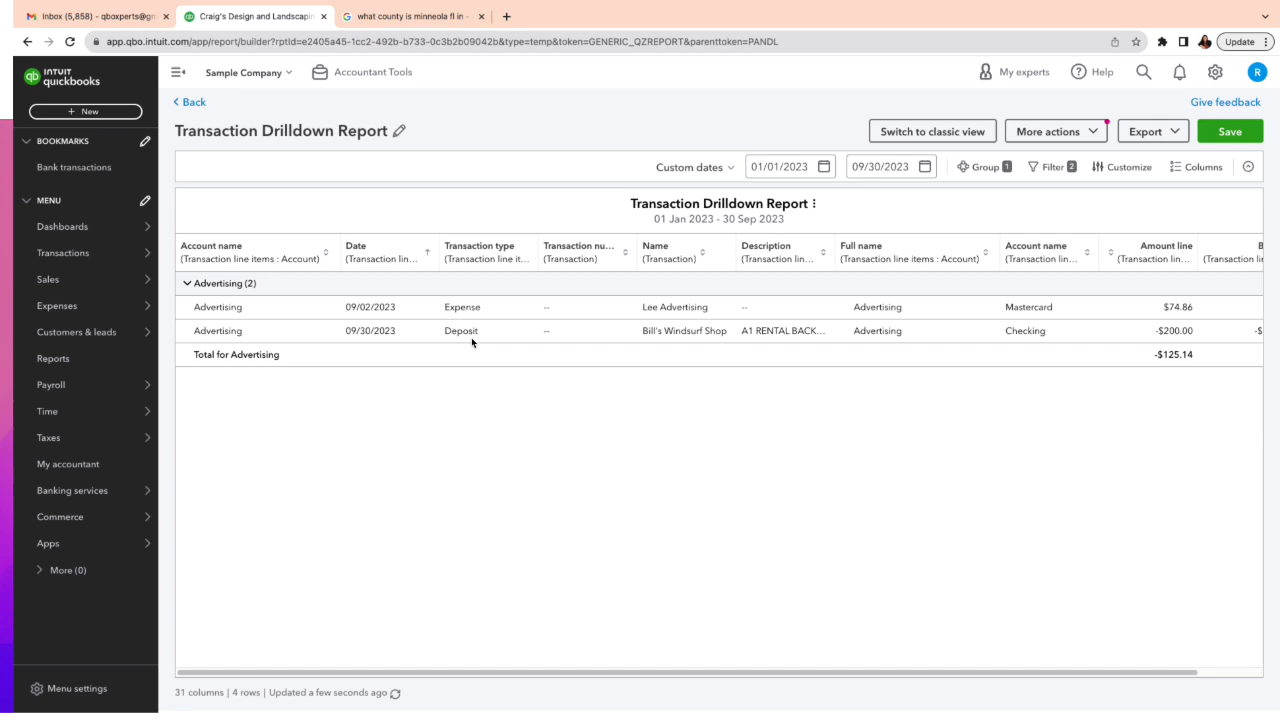 Inbox (5,858) - qboxperts@gm
Craig's Design and Landscapin
what county is minneola fl in -
app.qbo.intuit.com/app/report/builder?rptId=e2405a45-1cc2-492b-b733-0c3b2b09042b&type=temp&token=GENERIC_QZREPORT&parenttoken=PANDL
Update
INTUIT
quickbooks
Sample Company
Accountant Tools
My experts
Help
R
+ New
BOOKMARKS
Bank transactions
MENU
Dashboards
Transactions
Sales
Expenses
Customers & leads
Reports
Payroll
Time
Taxes
My accountant
Banking services
Commerce
Apps
More (0)
Menu settings
Back
Give feedback
Transaction Drilldown Report
Switch to classic view
More actions
Export
Save
Custom dates 01/01/2023 09/30/2023 Group 1 Filter 2 Customize Columns
Transaction Drilldown Report
01 Jan 2023 - 30 Sep 2023
Account name Date Transaction type Transaction nu... Name Description Full name Account name Amount line B
(Transaction line items : Account) (Transaction lin... (Transaction line it... (Transaction) (Transaction) (Transaction lin... (Transaction line items : Account) (Transaction lin... (Transaction lin... (Transaction lin
Advertising (2)
Advertising 09/02/2023 Expense -- Lee Advertising -- Advertising Mastercard $74.86
Advertising 09/30/2023 Deposit -- Bill's Windsurf Shop A1 RENTAL BACK... Advertising Checking -$200.00 -$
Total for Advertising -$125.14
31 columns | 4 rows | Updated a few seconds ago